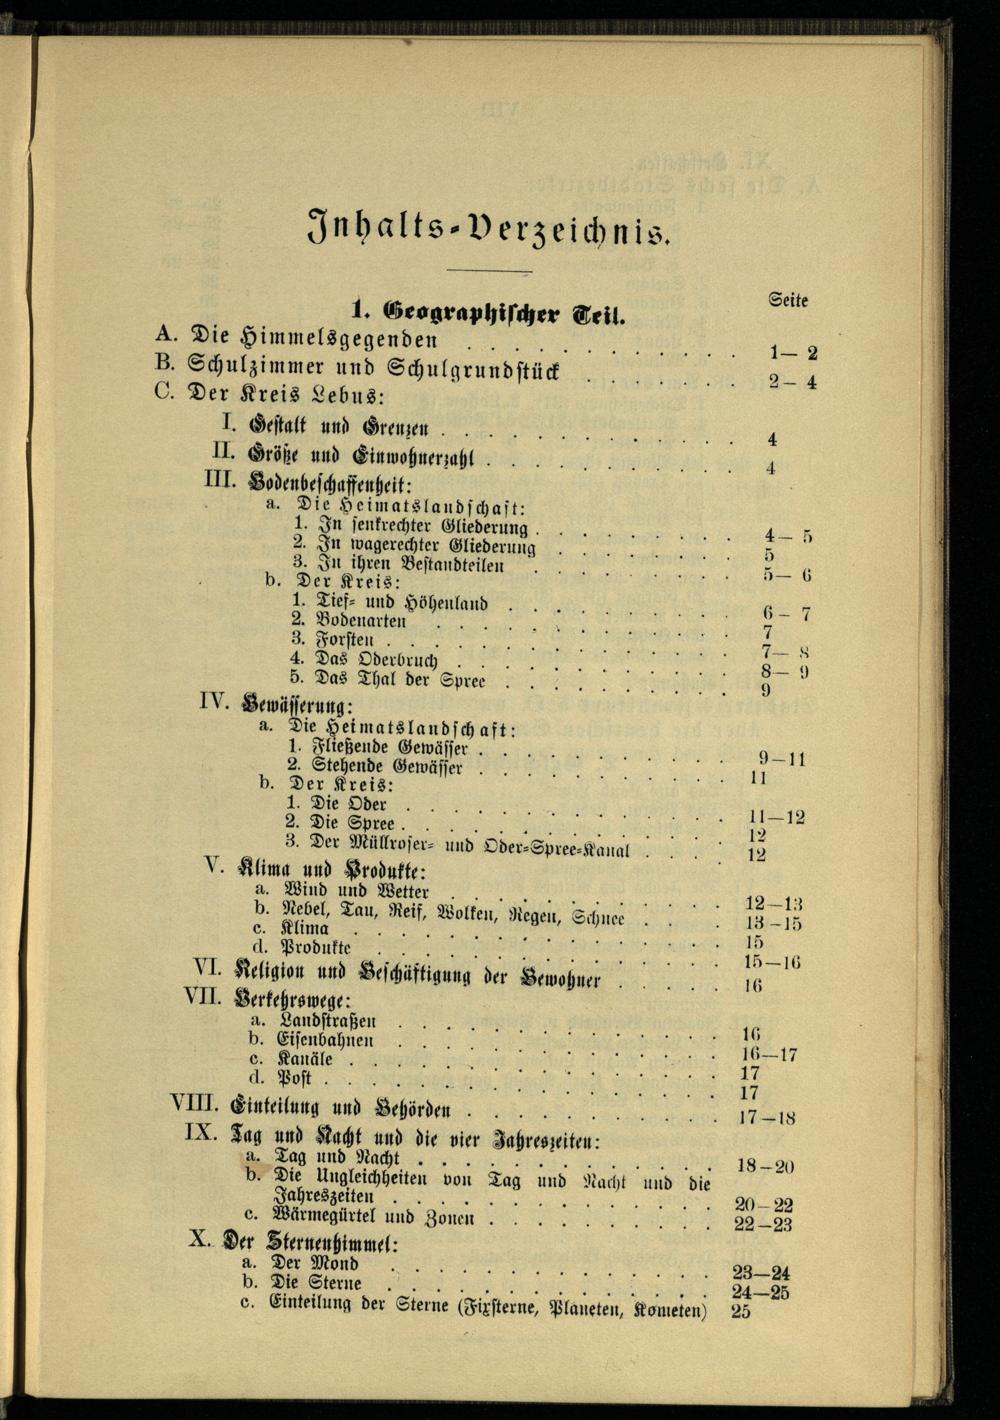 Inhalts-Verzeichnis.
Seite
1. Geographischer Teil.
A. Die Himmelsgegenden . . . . . . . . . . . . 1— 2
B. Schulzimmer und Schulgrundstück . . . . . . . 2— 4
C. Der Kreis Lebus:
I. Gestalt und Grenzen . . . . . . . . . . . . . 4
II. Größe und Einwohnerzahl . . . . . . . . . . . 4
III. Bodenbeschaffenheit:
a. Die Heimatslandschaft:
1. In senkrechter Gliederung . . . . . . . . . 4— 5
2. In wagerechter Gliederung . . . . . . . . 5
3. In ihren Bestandteilen . . . . . . . . . 5— 6
b. Der Kreis:
1. Tief- und Höhenland . . . . . . . . . . 6— 7
2. Bodenarten . . . . . . . . . . . . . 7
3. Forsten . . . . . . . . . . . . . . . 7— 8
4. Das Oderbruch . . . . . . . . . . . . 8— 9
5. Das Thal der Spree . . . . . . . . . . 9
IV. Bewässerung:
a. Die Heimatslandschaft:
1. Fließende Gewässer . . . . . . . . . . . 9—11
2. Stehende Gewässer . . . . . . . . . . . 11
b. Der Kreis:
1. Die Oder . . . . . . . . . . . . . . 11—12
2. Die Spree . . . . . . . . . . . . . . 12
3. Der Müllroser- und Oder-Spree-Kanal . . . . 12
V. Klima und Produkte:
a. Wind und Wetter . . . . . . . . . . . . 12—13
b. Nebel, Tau, Reif, Wolken, Regen, Schnee . . . 13—15
c. Klima . . . . . . . . . . . . . . . . 15
d. Produkte . . . . . . . . . . . . . . . 15—16
VI. Religion und Beschäftigung der Bewohner . . . . . 16
VII. Verkehrswege:
a. Landstraßen . . . . . . . . . . . . . . 16
b. Eisenbahnen . . . . . . . . . . . . . . 16—17
c. Kanäle . . . . . . . . . . . . . . . . 17
d. Post . . . . . . . . . . . . . . . . . 17
VIII. Einteilung und Behörden . . . . . . . . . . . 17—18
IX. Tag und Nacht und die vier Jahreszeiten:
a. Tag und Nacht . . . . . . . . . . . . . 18—20
b. Die Ungleichheiten von Tag und Nacht und die
Jahreszeiten . . . . . . . . . . . . . . 20—22
c. Wärmegürtel und Zonen . . . . . . . . . . 22—23
X. Der Sternenhimmel:
a. Der Mond . . . . . . . . . . . . . . 23—24
b. Die Sterne . . . . . . . . . . . . . . 24—25
c. Einteilung der Sterne (Fixsterne, Planeten, Kometen) 25